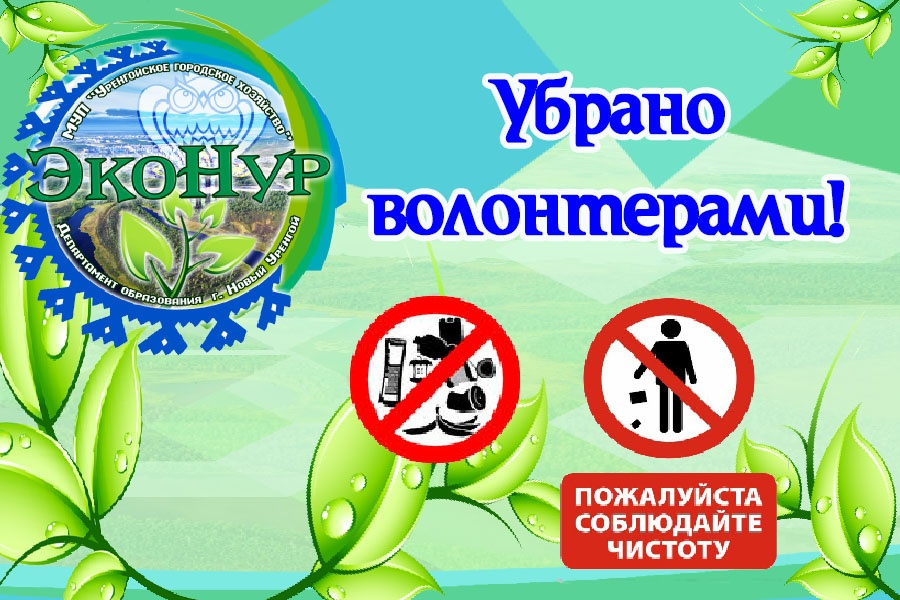 МУП "Уренгойское городское хозяйство"
ЭкоНур
Департамент образования г. Новый Уренгой
Убрано
волонтерами!
ПОЖАЛУЙСТА
СОБЛЮДАЙТЕ
ЧИСТОТУ